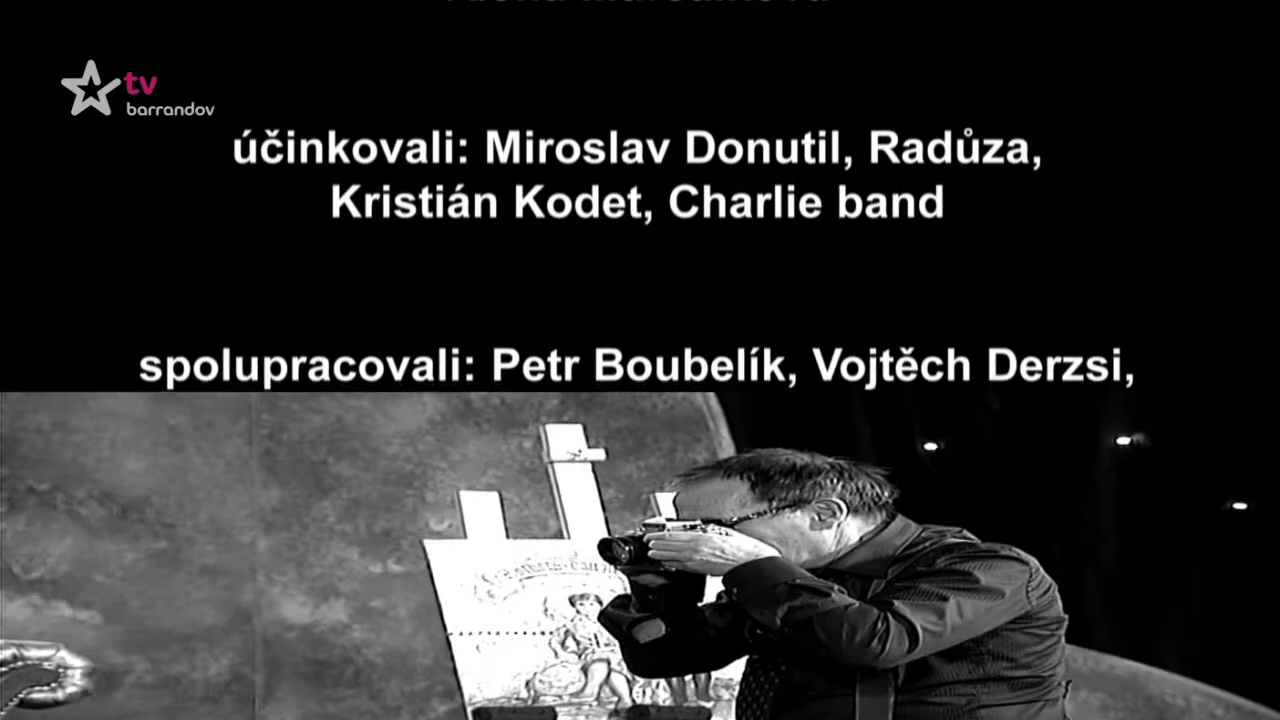 tv
barrandov
účinkovali: Miroslav Donutil, Radůza,
Kristián Kodet, Charlie band
spolupracovali: Petr Boubelík, Vojtěch Derzsi,